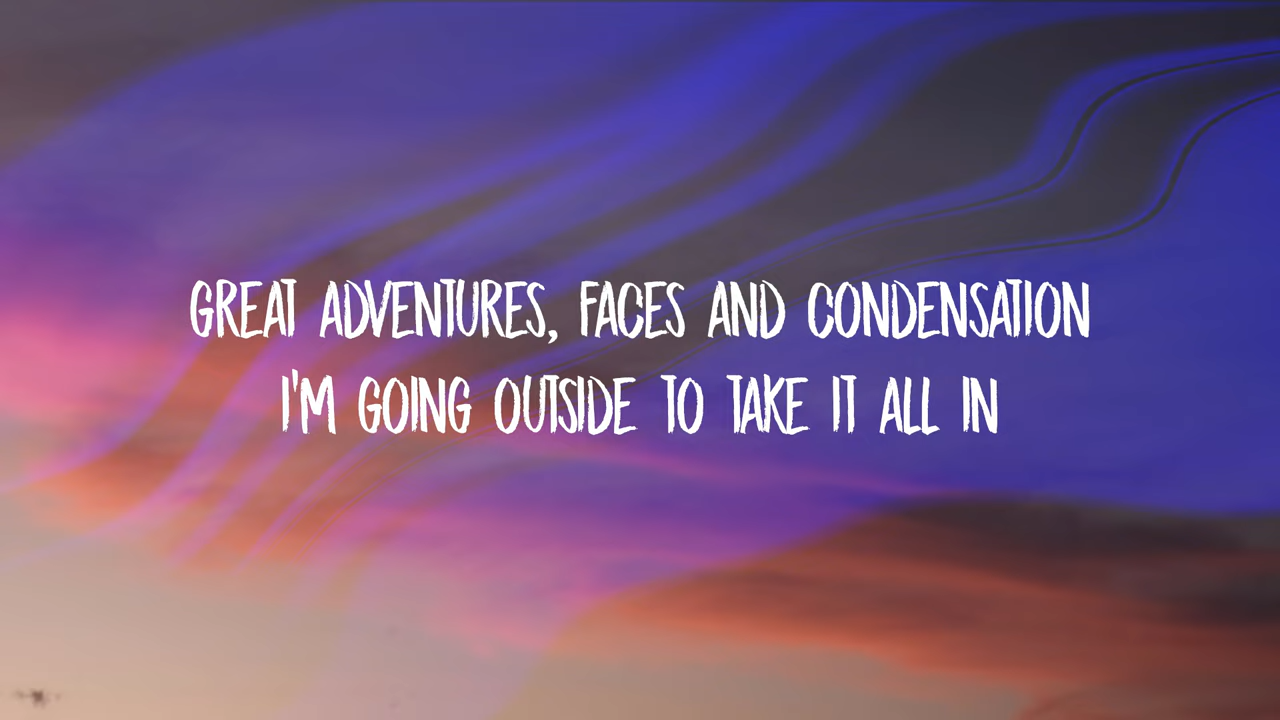 GREAT ADVENTURES, FACES AND CONDENSATION
I'M GOING OUTSIDE TO TAKE IT ALL IN